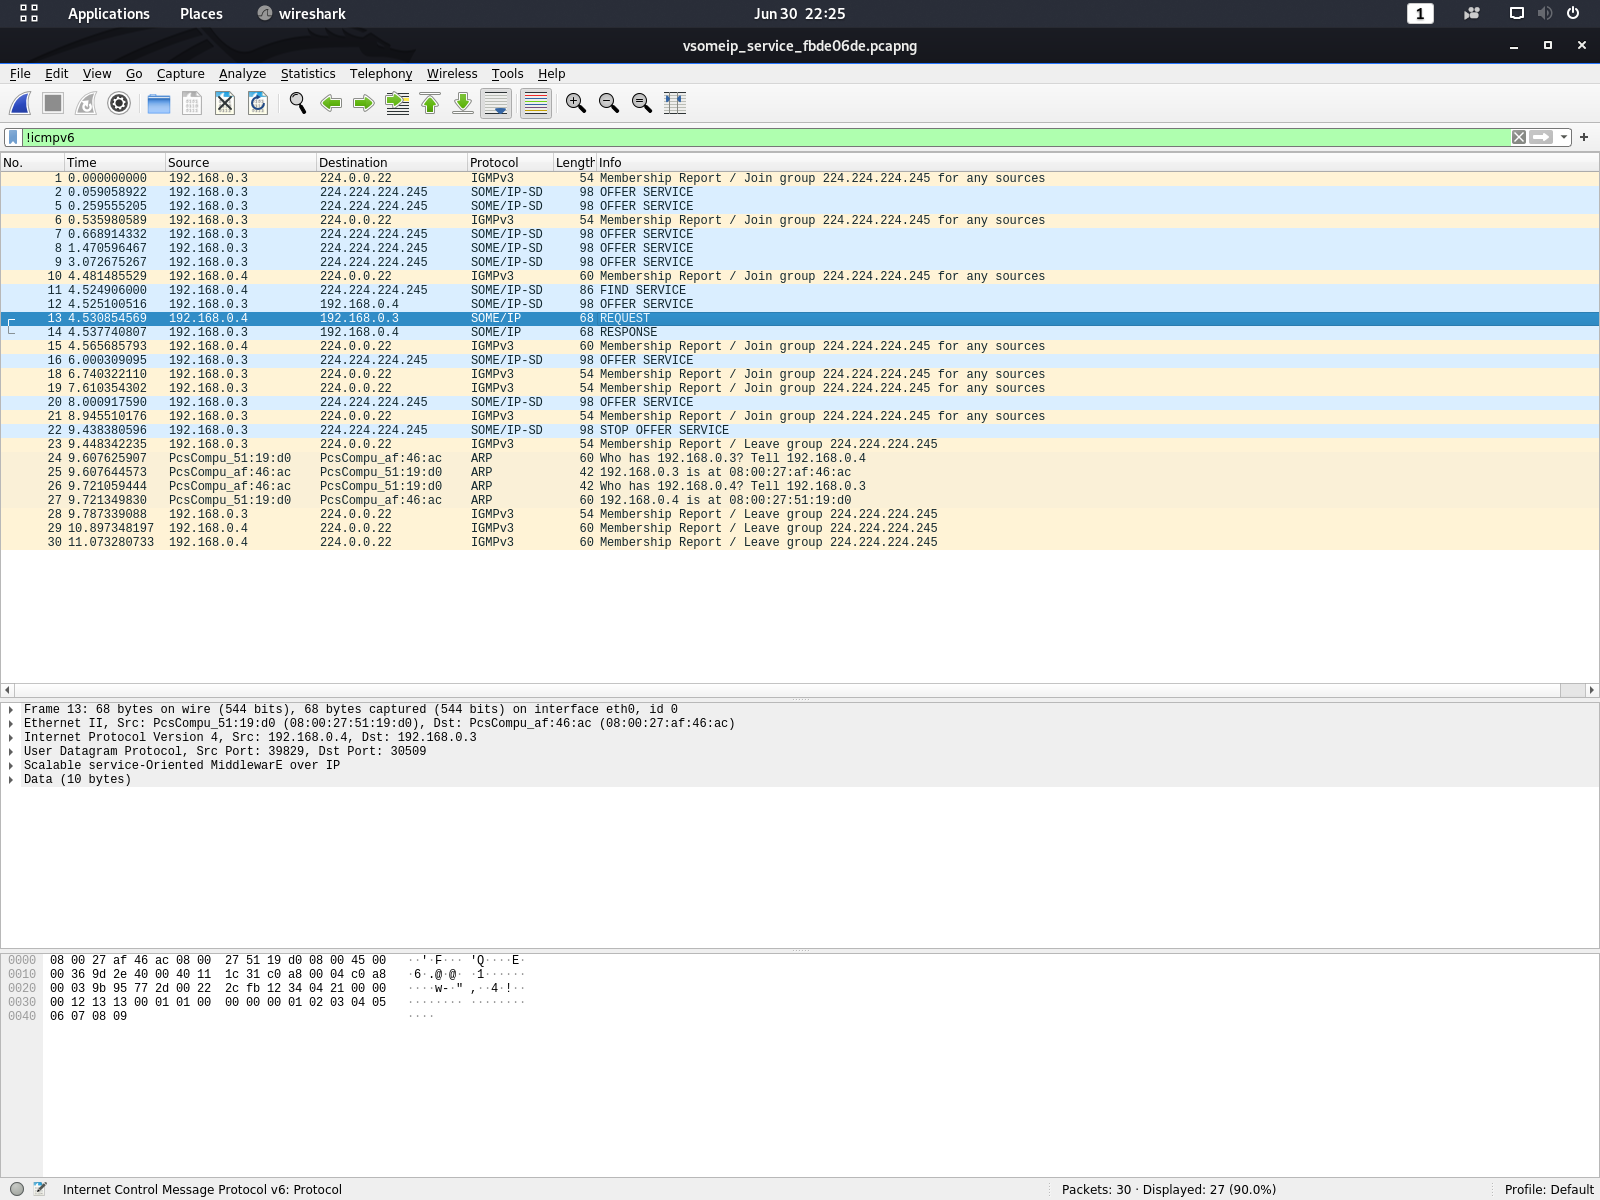 Applications Places wireshark Jun 30 22:25 1
vsomeip_service_fbde06de.pcapng
File Edit View Go Capture Analyze Statistics Telephony Wireless Tools Help
!icmpv6
No. Time Source Destination Protocol Length Info
1 0.000000000 192.168.0.3 224.0.0.22 IGMPv3 54 Membership Report / Join group 224.224.224.245 for any sources
2 0.059058922 192.168.0.3 224.224.224.245 SOME/IP-SD 98 OFFER SERVICE
5 0.259555205 192.168.0.3 224.224.224.245 SOME/IP-SD 98 OFFER SERVICE
6 0.535980589 192.168.0.3 224.0.0.22 IGMPv3 54 Membership Report / Join group 224.224.224.245 for any sources
7 0.668914332 192.168.0.3 224.224.224.245 SOME/IP-SD 98 OFFER SERVICE
8 1.470596467 192.168.0.3 224.224.224.245 SOME/IP-SD 98 OFFER SERVICE
9 3.072675267 192.168.0.3 224.224.224.245 SOME/IP-SD 98 OFFER SERVICE
10 4.481485529 192.168.0.4 224.0.0.22 IGMPv3 60 Membership Report / Join group 224.224.224.245 for any sources
11 4.524906000 192.168.0.4 224.224.224.245 SOME/IP-SD 86 FIND SERVICE
12 4.525100516 192.168.0.3 192.168.0.4 SOME/IP-SD 98 OFFER SERVICE
13 4.530854569 192.168.0.4 192.168.0.3 SOME/IP 68 REQUEST
14 4.537740807 192.168.0.3 192.168.0.4 SOME/IP 68 RESPONSE
15 4.565685793 192.168.0.4 224.0.0.22 IGMPv3 60 Membership Report / Join group 224.224.224.245 for any sources
16 6.000309095 192.168.0.3 224.224.224.245 SOME/IP-SD 98 OFFER SERVICE
18 6.740322110 192.168.0.3 224.0.0.22 IGMPv3 54 Membership Report / Join group 224.224.224.245 for any sources
19 7.610354302 192.168.0.3 224.0.0.22 IGMPv3 54 Membership Report / Join group 224.224.224.245 for any sources
20 8.000917590 192.168.0.3 224.224.224.245 SOME/IP-SD 98 OFFER SERVICE
21 8.945510176 192.168.0.3 224.0.0.22 IGMPv3 54 Membership Report / Join group 224.224.224.245 for any sources
22 9.438380596 192.168.0.3 224.224.224.245 SOME/IP-SD 98 STOP OFFER SERVICE
23 9.448342235 192.168.0.3 224.0.0.22 IGMPv3 54 Membership Report / Leave group 224.224.224.245
24 9.607625907 PcsCompu_51:19:d0 PcsCompu_af:46:ac ARP 60 Who has 192.168.0.3? Tell 192.168.0.4
25 9.607644573 PcsCompu_af:46:ac PcsCompu_51:19:d0 ARP 42 192.168.0.3 is at 08:00:27:af:46:ac
26 9.721059444 PcsCompu_af:46:ac PcsCompu_51:19:d0 ARP 42 Who has 192.168.0.4? Tell 192.168.0.3
27 9.721349830 PcsCompu_51:19:d0 PcsCompu_af:46:ac ARP 60 192.168.0.4 is at 08:00:27:51:19:d0
28 9.787339088 192.168.0.3 224.0.0.22 IGMPv3 54 Membership Report / Leave group 224.224.224.245
29 10.897348197 192.168.0.4 224.0.0.22 IGMPv3 60 Membership Report / Leave group 224.224.224.245
30 11.073280733 192.168.0.4 224.0.0.22 IGMPv3 60 Membership Report / Leave group 224.224.224.245
Frame 13: 68 bytes on wire (544 bits), 68 bytes captured (544 bits) on interface eth0, id 0
Ethernet II, Src: PcsCompu_51:19:d0 (08:00:27:51:19:d0), Dst: PcsCompu_af:46:ac (08:00:27:af:46:ac)
Internet Protocol Version 4, Src: 192.168.0.4, Dst: 192.168.0.3
User Datagram Protocol, Src Port: 39829, Dst Port: 30509
Scalable service-Oriented MiddlewarE over IP
Data (10 bytes)
0000 08 00 27 af 46 ac 08 00 27 51 19 d0 08 00 45 00 ··'·F··· 'Q····E·
0010 00 36 9d 2e 40 00 40 11 1c 31 c0 a8 00 04 c0 a8 ·6·.@·@· ·1······
0020 00 03 9b 95 77 2d 00 22 2c fb 12 34 04 21 00 00 ····w-·" ,··4·!··
0030 00 12 13 13 00 01 01 00 00 00 00 01 02 03 04 05 ········ ········
0040 06 07 08 09 ····
Internet Control Message Protocol v6: Protocol Packets: 30 · Displayed: 27 (90.0%) Profile: Default